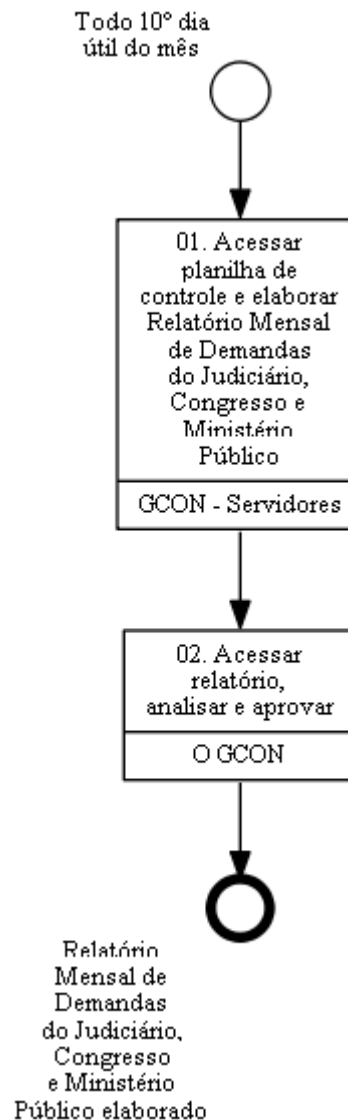 Todo 10º dia
útil do mês
01. Acessar
planilha de
controle e elaborar
Relatório Mensal
de Demandas
do Judiciário,
Congresso e
Ministério
Público
GCON - Servidores
02. Acessar
relatório,
analisar e aprovar
O GCON
Relatório
Mensal de
Demandas
do Judiciário,
Congresso
e Ministério
Público elaborado